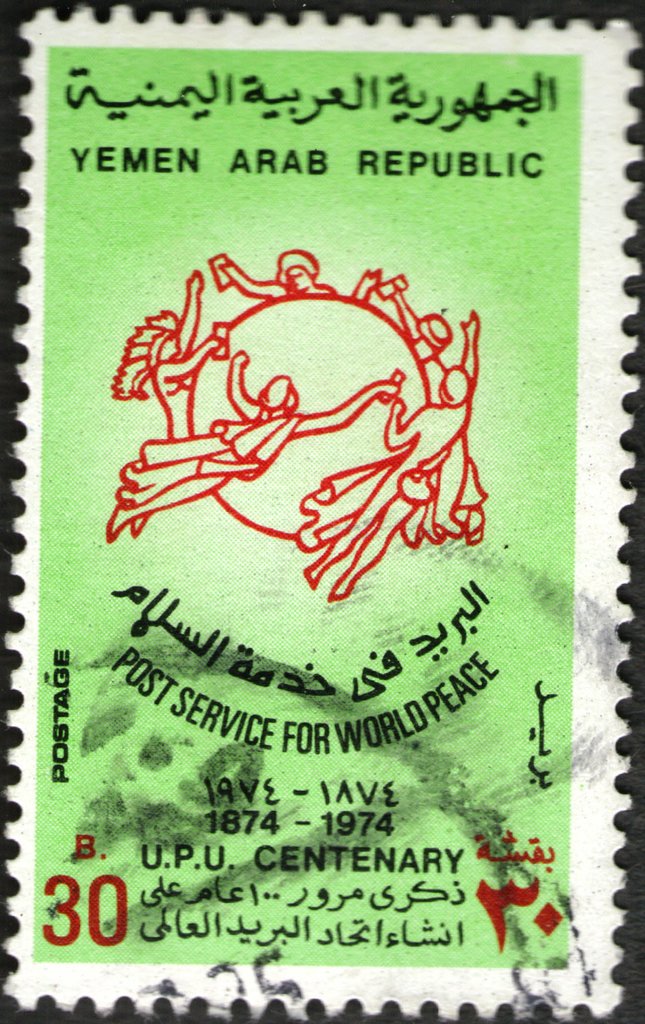 الجمهورية العربية اليمنية
YEMEN ARAB REPUBLIC
البريد فى خدمة السلام
POST SERVICE FOR WORLD PEACE
POSTAGE
بريد
١٨٧٤ - ١٩٧٤
1874 - 1974
U.P.U. CENTENARY
B.
30
بقشة
٣٠
ذكرى مرور ١٠٠ عام على
انشاء اتحاد البريد العالمى